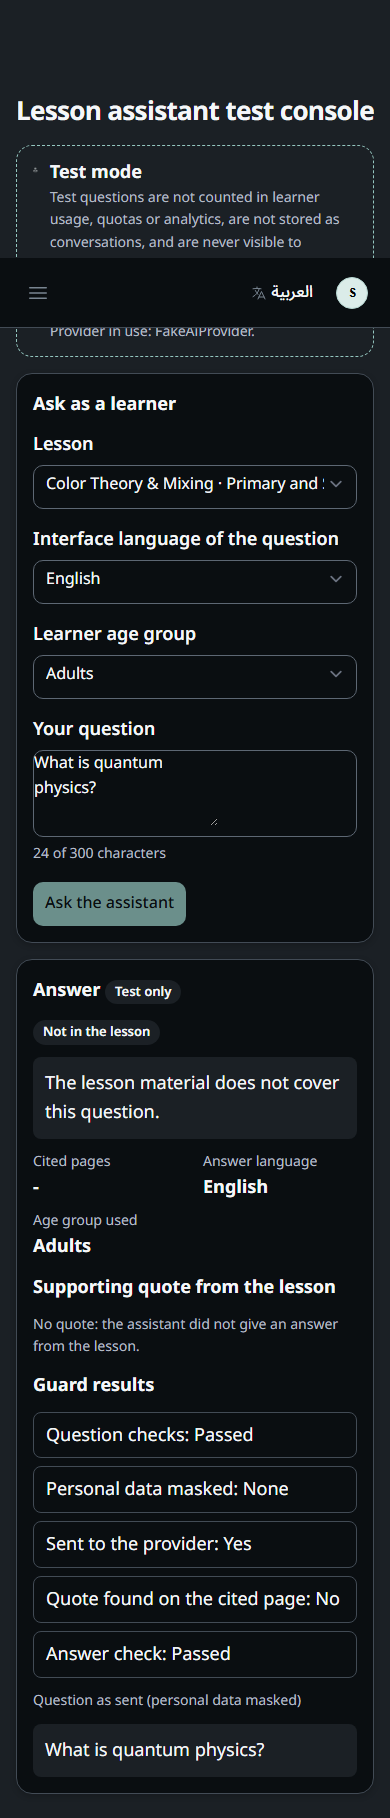 Lesson assistant test console
Test mode
Test questions are not counted in learner
usage, quotas or analytics, are not stored as
conversations, and are never visible to
العربية
S
Provider in use: FakeAiProvider.
Ask as a learner
Lesson
Color Theory & Mixing · Primary and
Interface language of the question
English
Learner age group
Adults
Your question
What is quantum
physics?
24 of 300 characters
Ask the assistant
Answer
Test only
Not in the lesson
The lesson material does not cover
this question.
Cited pages
Answer language
-
English
Age group used
Adults
Supporting quote from the lesson
No quote: the assistant did not give an answer
from the lesson.
Guard results
Question checks: Passed
Personal data masked: None
Sent to the provider: Yes
Quote found on the cited page: No
Answer check: Passed
Question as sent (personal data masked)
What is quantum physics?